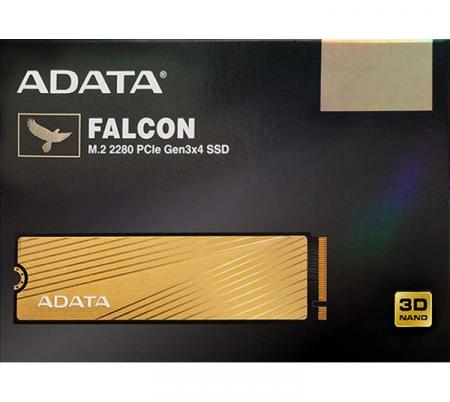 ADATA®
FALCON
M.2 2280 PCIe Gen3x4 SSD
ADATA
3D
NAND